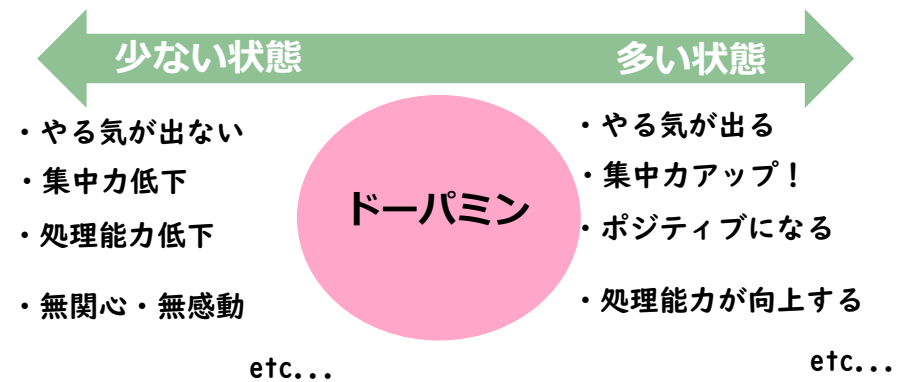 少ない状態
多い状態
・やる気が出ない
・集中力低下
・処理能力低下
・無関心・無感動
etc...
ドーパミン
・やる気が出る
・集中力アップ！
・ポジティブになる
・処理能力が向上する
etc...